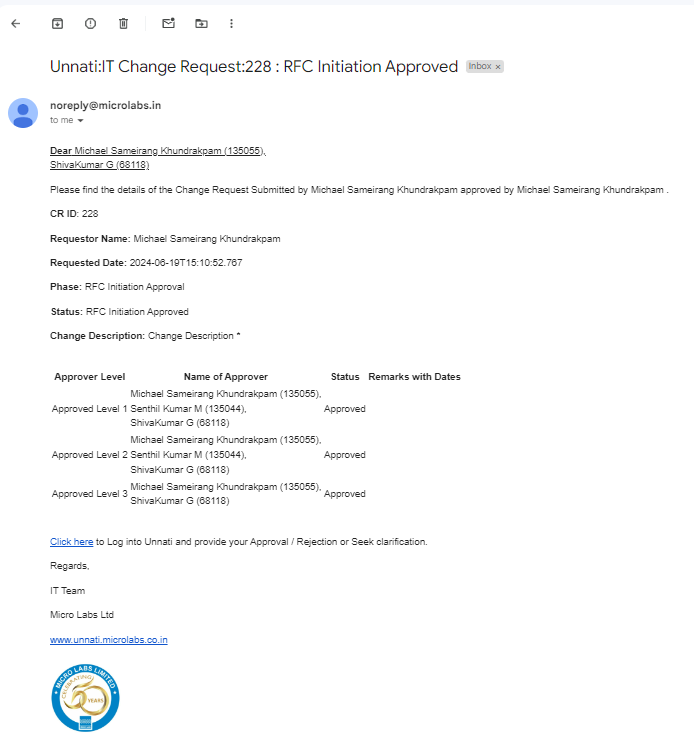 Unnati:IT Change Request:228 : RFC Initiation Approved Inbox ×
noreply@microlabs.in
to me
Dear Michael Sameirang Khundrakpam (135055),
ShivaKumar G (68118)
Please find the details of the Change Request Submitted by Michael Sameirang Khundrakpam approved by Michael Sameirang Khundrakpam .
CR ID: 228
Requestor Name: Michael Sameirang Khundrakpam
Requested Date: 2024-06-19T15:10:52.767
Phase: RFC Initiation Approval
Status: RFC Initiation Approved
Change Description: Change Description *
Approver Level Name of Approver Status Remarks with Dates
Michael Sameirang Khundrakpam (135055),
Approved Level 1 Senthil Kumar M (135044), Approved
ShivaKumar G (68118)
Michael Sameirang Khundrakpam (135055),
Approved Level 2 Senthil Kumar M (135044), Approved
ShivaKumar G (68118)
Michael Sameirang Khundrakpam (135055),
Approved Level 3 ShivaKumar G (68118) Approved
Click here to Log into Unnati and provide your Approval / Rejection or Seek clarification.
Regards,
IT Team
Micro Labs Ltd
www.unnati.microlabs.co.in
MICRO LABS LIMITED
CELEBRATING
50
YEARS